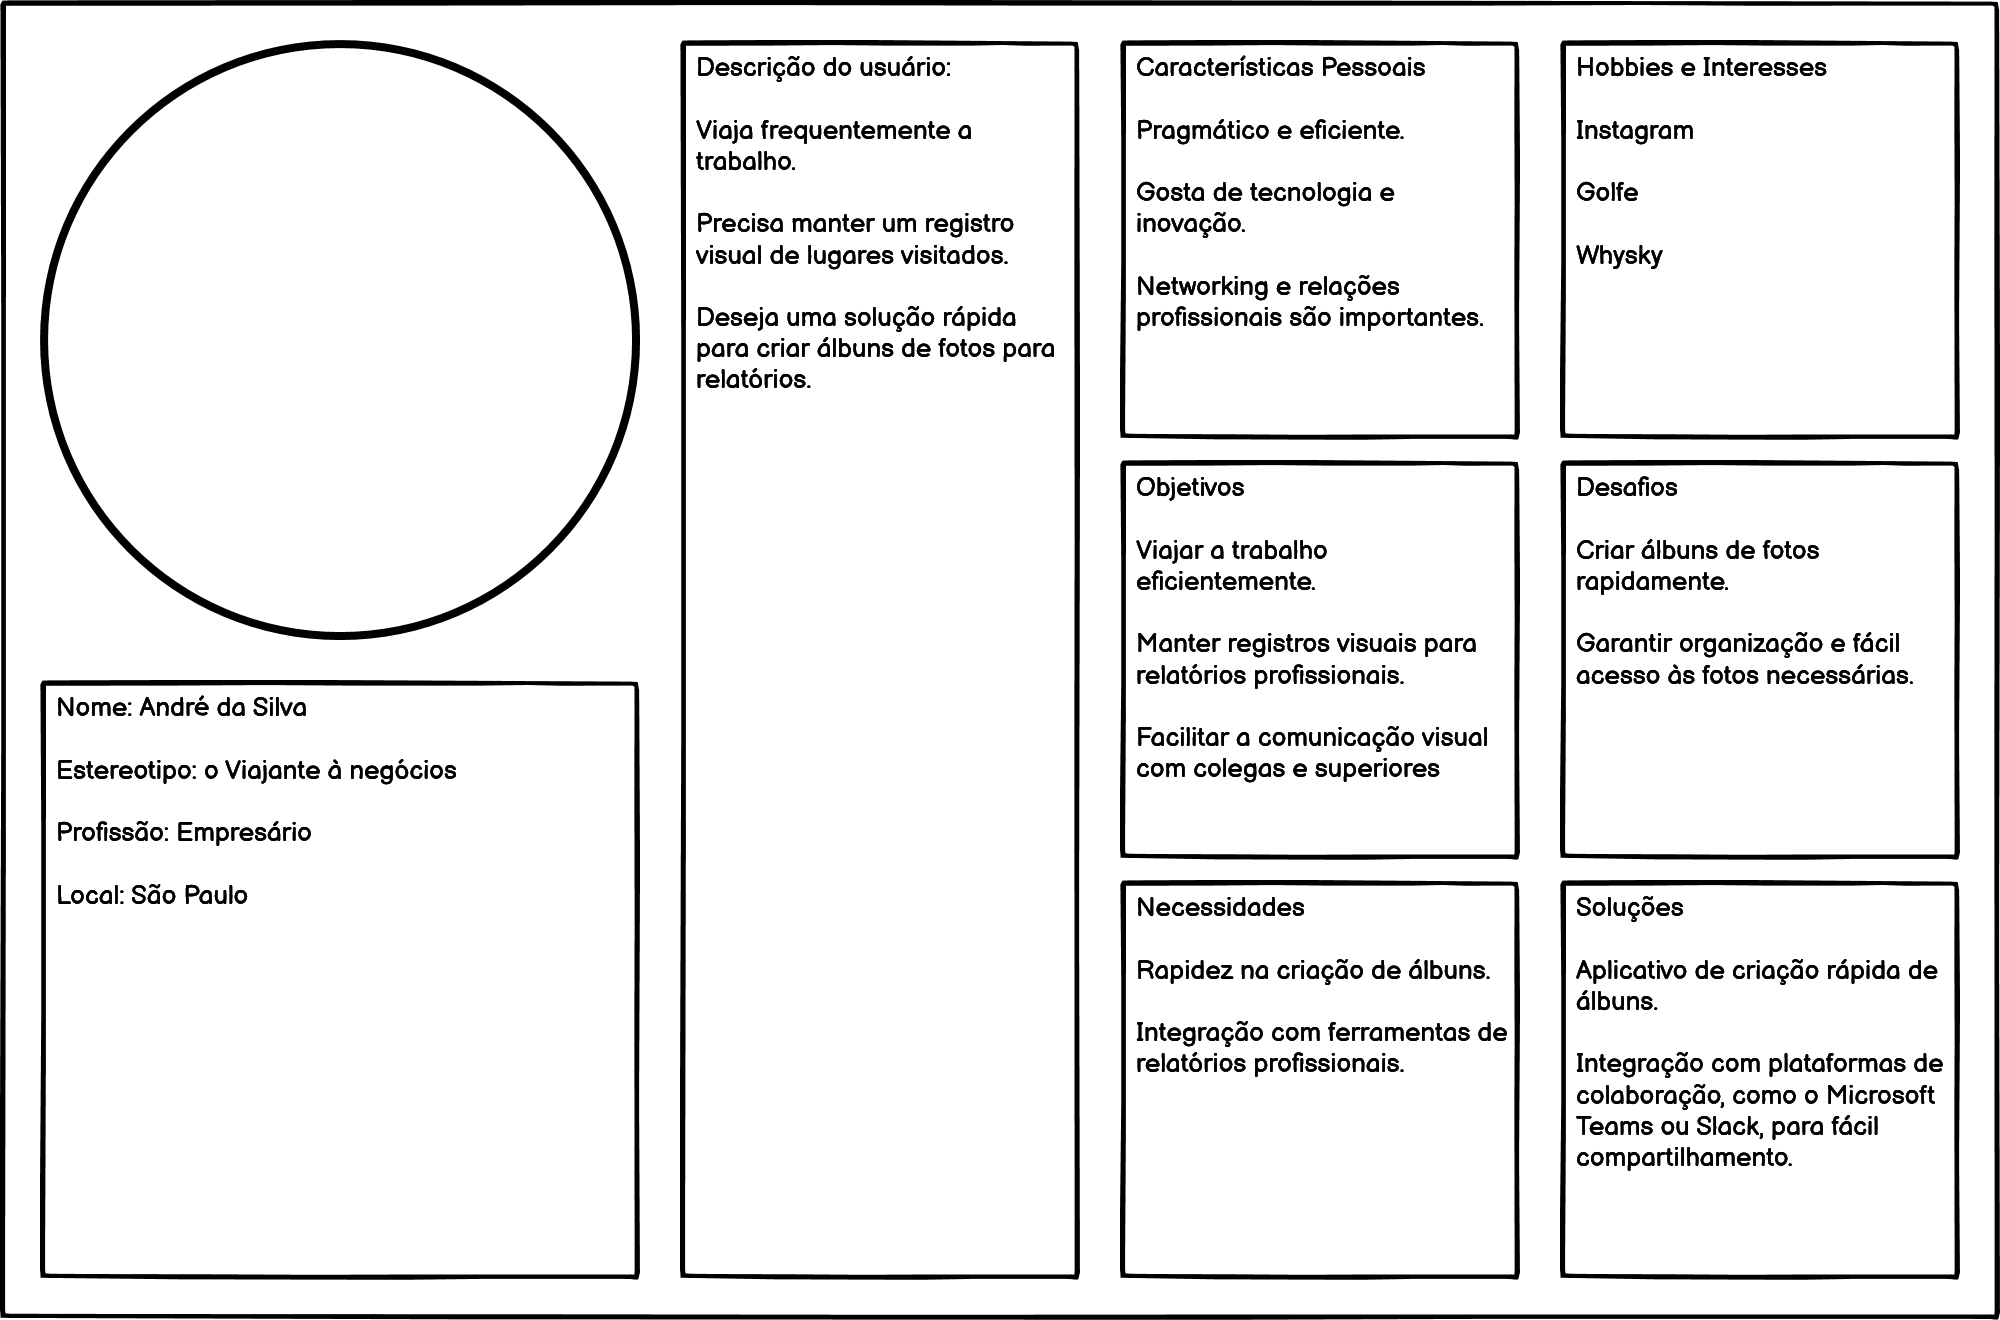 Nome: André da Silva
Estereotipo: o Viajante à negócios
Profissão: Empresário
Local: São Paulo
Descrição do usuário:
Viaja frequentemente a
trabalho.
Precisa manter um registro
visual de lugares visitados.
Deseja uma solução rápida
para criar álbuns de fotos para
relatórios.
Características Pessoais
Pragmático e eficiente.
Gosta de tecnologia e
inovação.
Networking e relações
profissionais são importantes.
Hobbies e Interesses
Instagram
Golfe
Whysky
Objetivos
Viajar a trabalho
eficientemente.
Manter registros visuais para
relatórios profissionais.
Facilitar a comunicação visual
com colegas e superiores
Desafios
Criar álbuns de fotos
rapidamente.
Garantir organização e fácil
acesso às fotos necessárias.
Necessidades
Rapidez na criação de álbuns.
Integração com ferramentas de
relatórios profissionais.
Soluções
Aplicativo de criação rápida de
álbuns.
Integração com plataformas de
colaboração, como o Microsoft
Teams ou Slack, para fácil
compartilhamento.